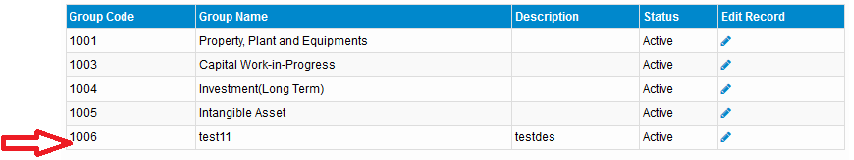 Group Code Group Name Description Status Edit Record
1001 Property, Plant and Equipments Active
1003 Capital Work-in-Progress Active
1004 Investment(Long Term) Active
1005 Intangible Asset Active
1006 test11 testdes Active